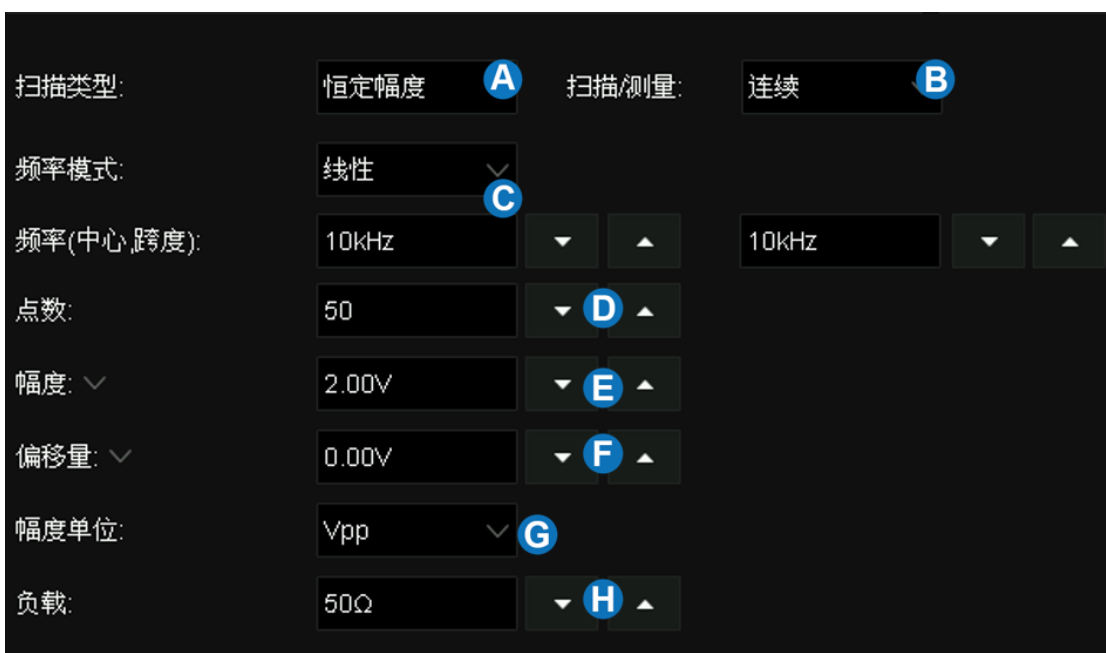 扫描类型: 恒定幅度 A 扫描/测量: 连续 B
频率模式: 线性 C
频率(中心,跨度): 10kHz 10kHz
点数: 50 D
幅度: 2.00V E
偏移量: 0.00V F
幅度单位: Vpp G
负载: 50Ω H